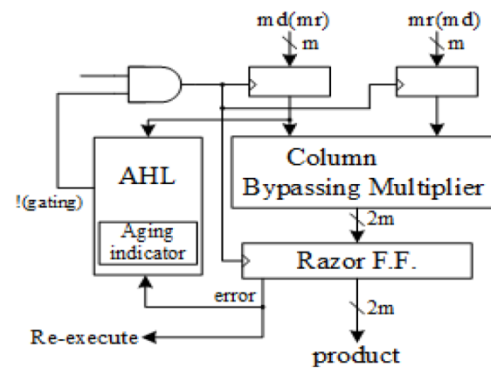 md(mr)
mr(md)
m
m
AHL
Column
Bypassing Multiplier
!(gating)
Aging
indicator
2m
Razor F.F.
error
2m
Re-execute
product